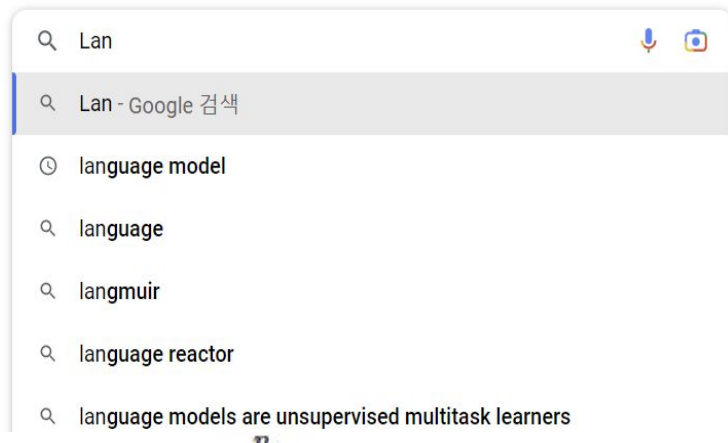 Lan
Lan - Google 검색
language model
language
langmuir
language reactor
language models are unsupervised multitask learners